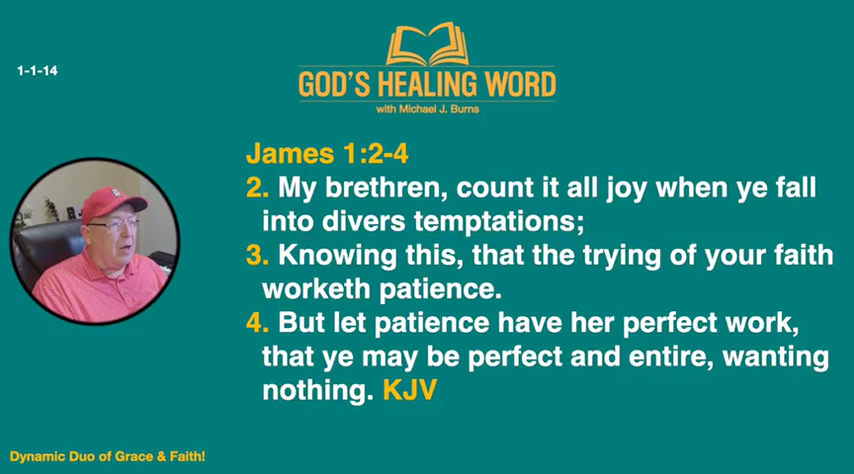 1-1-14
GOD'S HEALING WORD
with Michael J. Burns
James 1:2-4
2. My brethren, count it all joy when ye fall
into divers temptations;
3. Knowing this, that the trying of your faith
worketh patience.
4. But let patience have her perfect work,
that ye may be perfect and entire, wanting
nothing. KJV
Dynamic Duo of Grace & Faith!